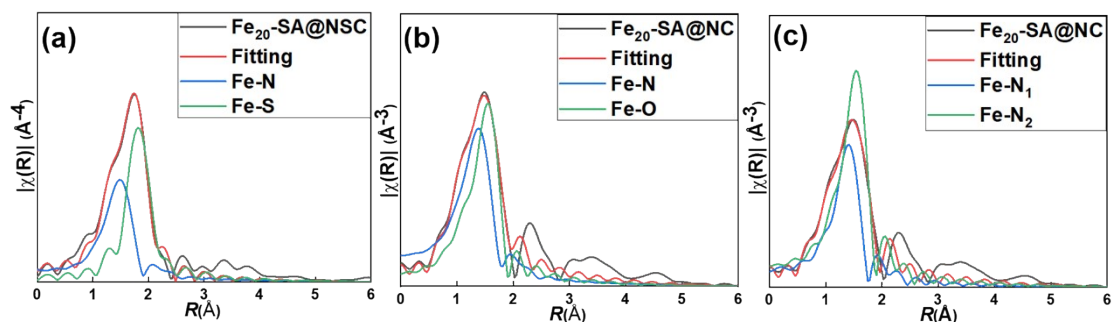 (a)
Fe₂₀-SA@NSC
Fitting
Fe-N
Fe-S
|χ(R)| (Å⁻⁴)
0 1 2 3 4 5 6
R(Å)
(b)
Fe₂₀-SA@NC
Fitting
Fe-N
Fe-O
|χ(R)| (Å⁻³)
0 1 2 3 4 5 6
R(Å)
(c)
Fe₂₀-SA@NC
Fitting
Fe-N₁
Fe-N₂
|χ(R)| (Å⁻³)
0 1 2 3 4 5 6
R(Å)